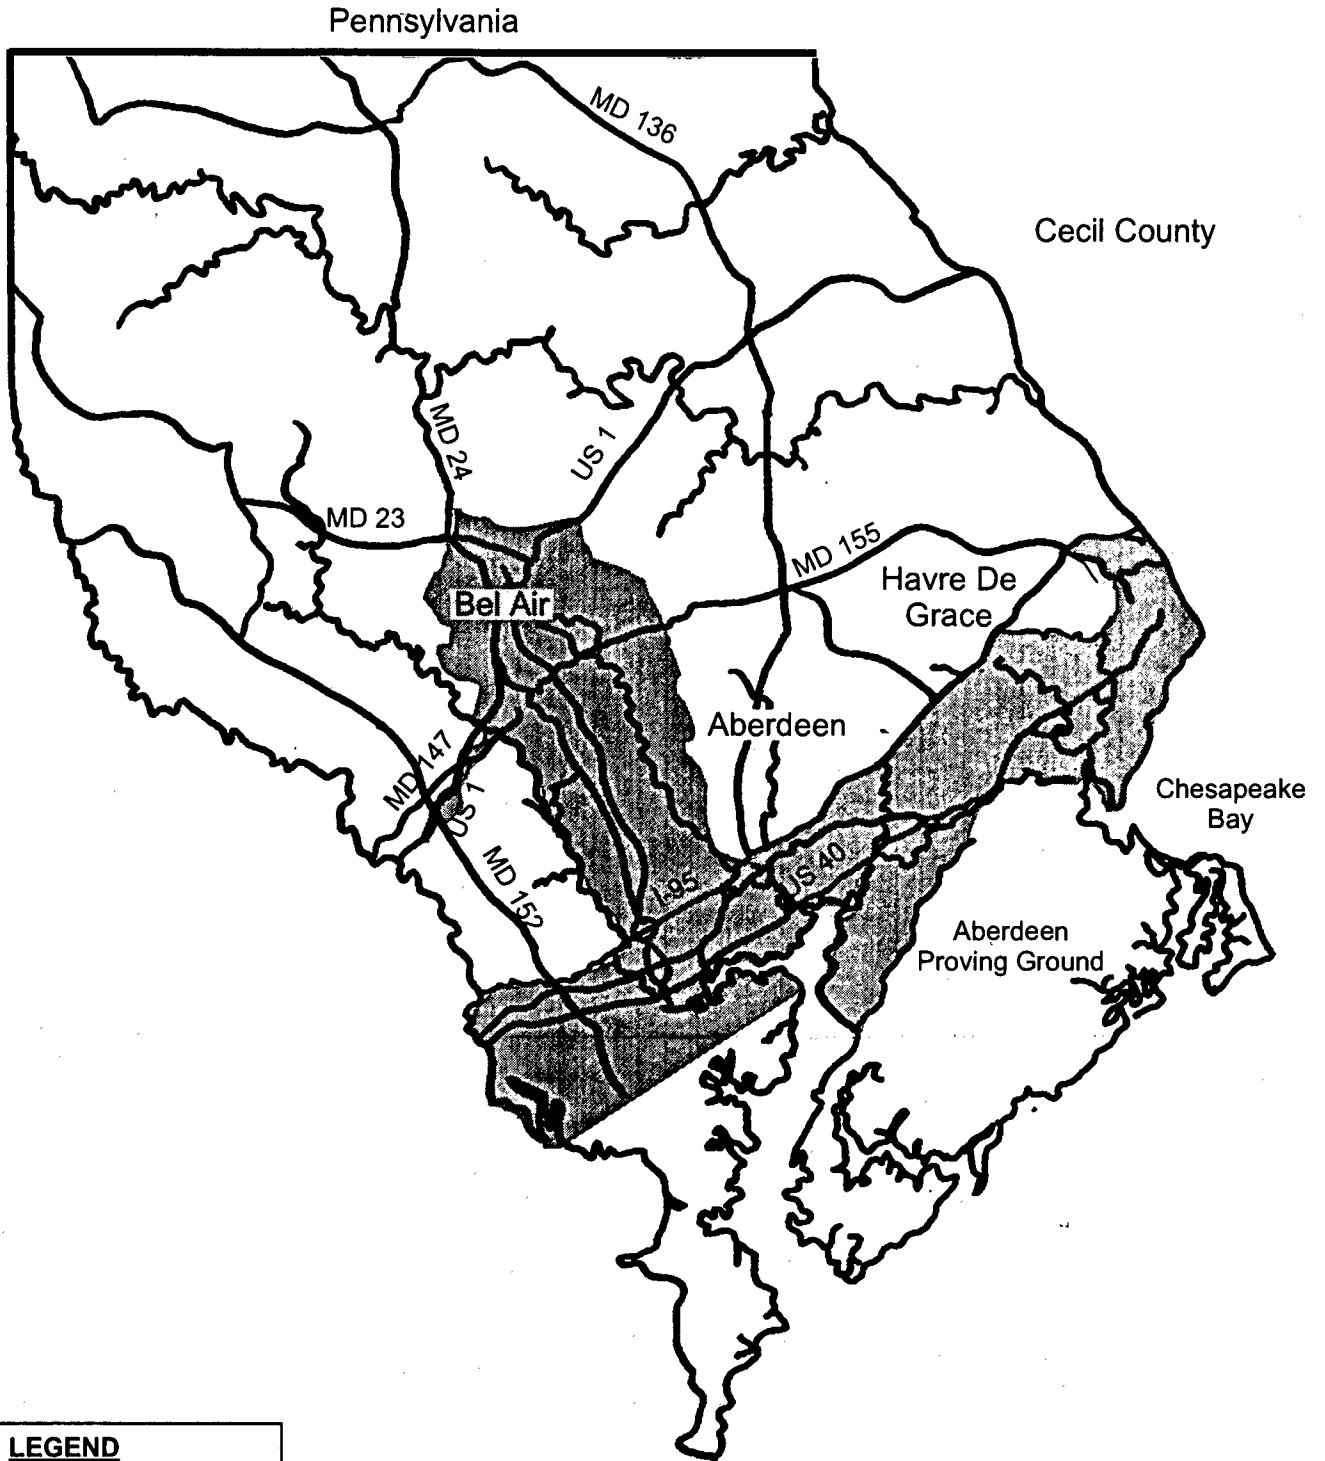 Pennsylvania
MD 136
Cecil County
MD 24
US 1
MD 23
MD 155
Havre De
Grace
Bel Air
Aberdeen
MD 147
US 1
Chesapeake
Bay
MD 152
I-95
US 40
Aberdeen
Proving Ground
LEGEND